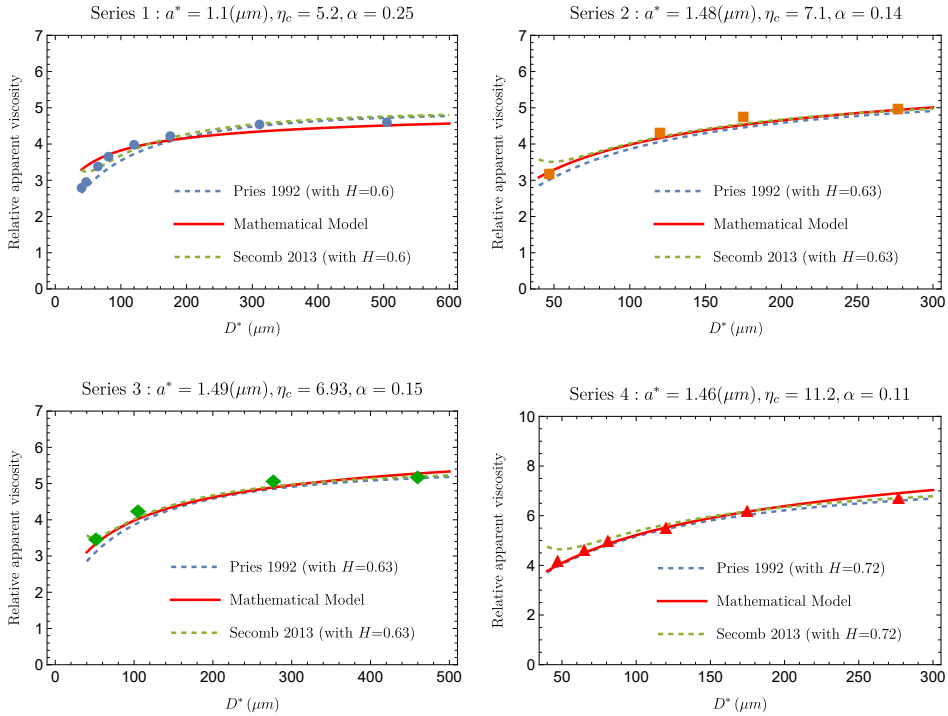 Series 1 : a* = 1.1(μm), η_c = 5.2, α = 0.25
Relative apparent viscosity
7
6
5
4
3
2
1
0
Pries 1992 (with H=0.6)
Mathematical Model
Secomb 2013 (with H=0.6)
0 100 200 300 400 500 600
D* (μm)
Series 2 : a* = 1.48(μm), η_c = 7.1, α = 0.14
Relative apparent viscosity
7
6
5
4
3
2
1
0
Pries 1992 (with H=0.63)
Mathematical Model
Secomb 2013 (with H=0.63)
50 100 150 200 250 300
D* (μm)
Series 3 : a* = 1.49(μm), η_c = 6.93, α = 0.15
Relative apparent viscosity
7
6
5
4
3
2
1
0
Pries 1992 (with H=0.63)
Mathematical Model
Secomb 2013 (with H=0.63)
0 100 200 300 400 500
D* (μm)
Series 4 : a* = 1.46(μm), η_c = 11.2, α = 0.11
Relative apparent viscosity
10
8
6
4
2
0
Pries 1992 (with H=0.72)
Mathematical Model
Secomb 2013 (with H=0.72)
50 100 150 200 250 300
D* (μm)